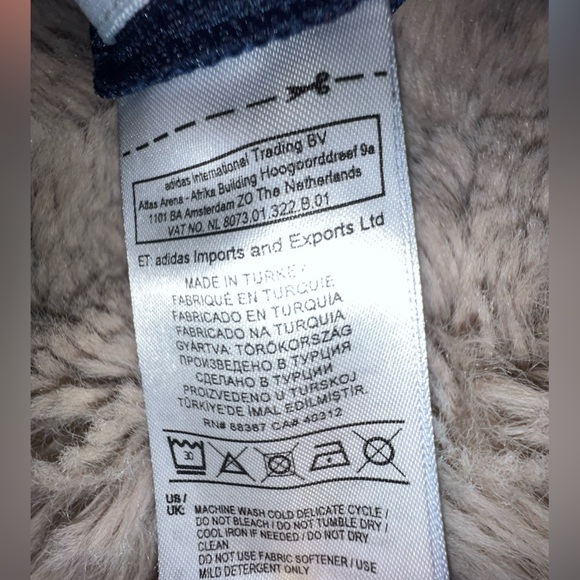 adidas International Trading BV
Atlas Arena - Afrika Building Hoogoorddreef 9a
1101 BA Amsterdam ZO The Netherlands
VAT NO. NL 8073.01.322.B.01
ET: adidas Imports and Exports Ltd
MADE IN TURKEY
FABRIQUÉ EN TURQUIE
FABRICADO EN TURQUIA
FABRICADO NA TURQUIA
GYÁRTVA: TÖRÖKORSZÁG
ПРОИЗВЕДЕНО В ТУРЦИЯ
СДЕЛАНО В ТУРЦИИ
PROIZVEDENO U TURSKOJ
TÜRKİYE'DE İMAL EDİLMİŞTİR.
RN# 88387 CA# 40312
30
US / UK: MACHINE WASH COLD DELICATE CYCLE /
DO NOT BLEACH / DO NOT TUMBLE DRY /
COOL IRON IF NEEDED / DO NOT DRY
CLEAN
DO NOT USE FABRIC SOFTENER / USE
MILD DETERGENT ONLY